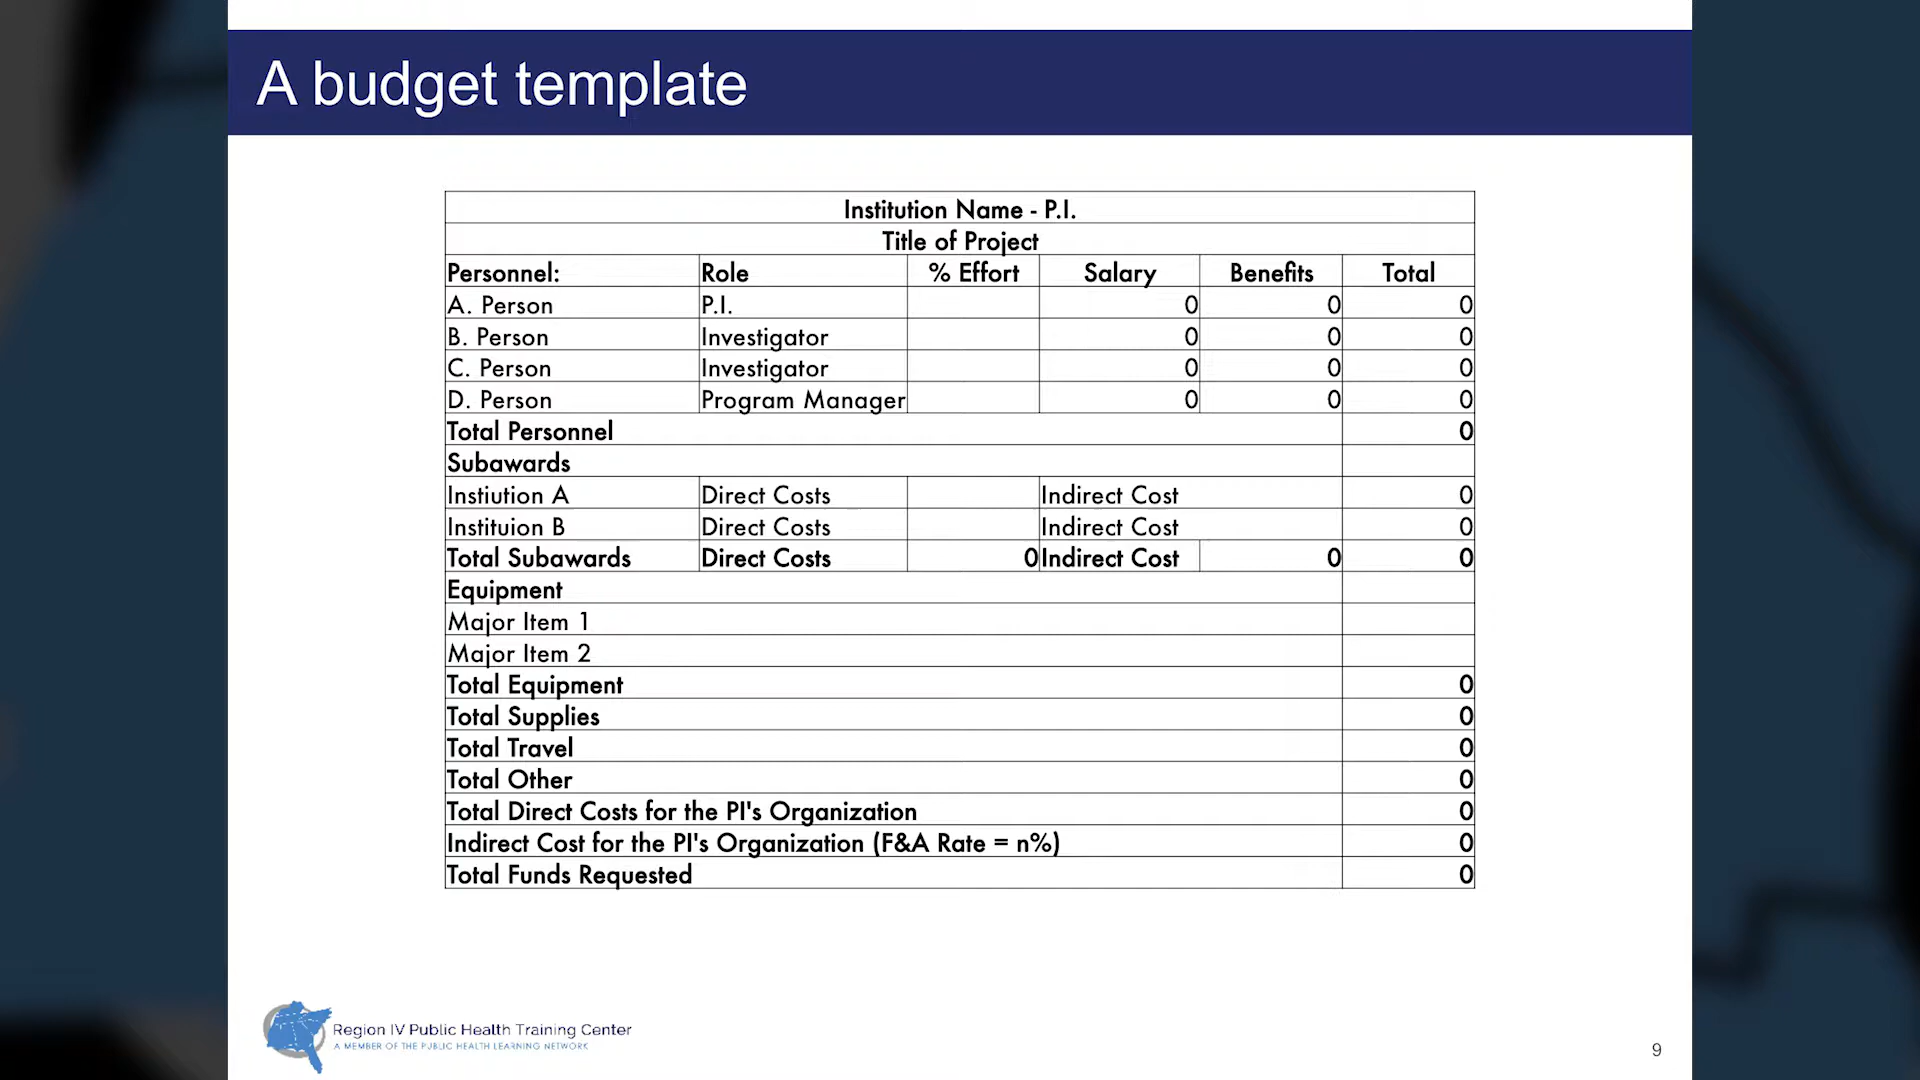 A budget template
Institution Name - P.I.
Title of Project
Personnel: Role % Effort Salary Benefits Total
A. Person P.I. 0 0 0
B. Person Investigator 0 0 0
C. Person Investigator 0 0 0
D. Person Program Manager 0 0 0
Total Personnel 0
Subawards
Instiution A Direct Costs Indirect Cost 0
Instituion B Direct Costs Indirect Cost 0
Total Subawards Direct Costs 0 Indirect Cost 0 0
Equipment
Major Item 1
Major Item 2
Total Equipment 0
Total Supplies 0
Total Travel 0
Total Other 0
Total Direct Costs for the PI's Organization 0
Indirect Cost for the PI's Organization (F&A Rate = n%) 0
Total Funds Requested 0
Region IV Public Health Training Center
A MEMBER OF THE PUBLIC HEALTH LEARNING NETWORK
9